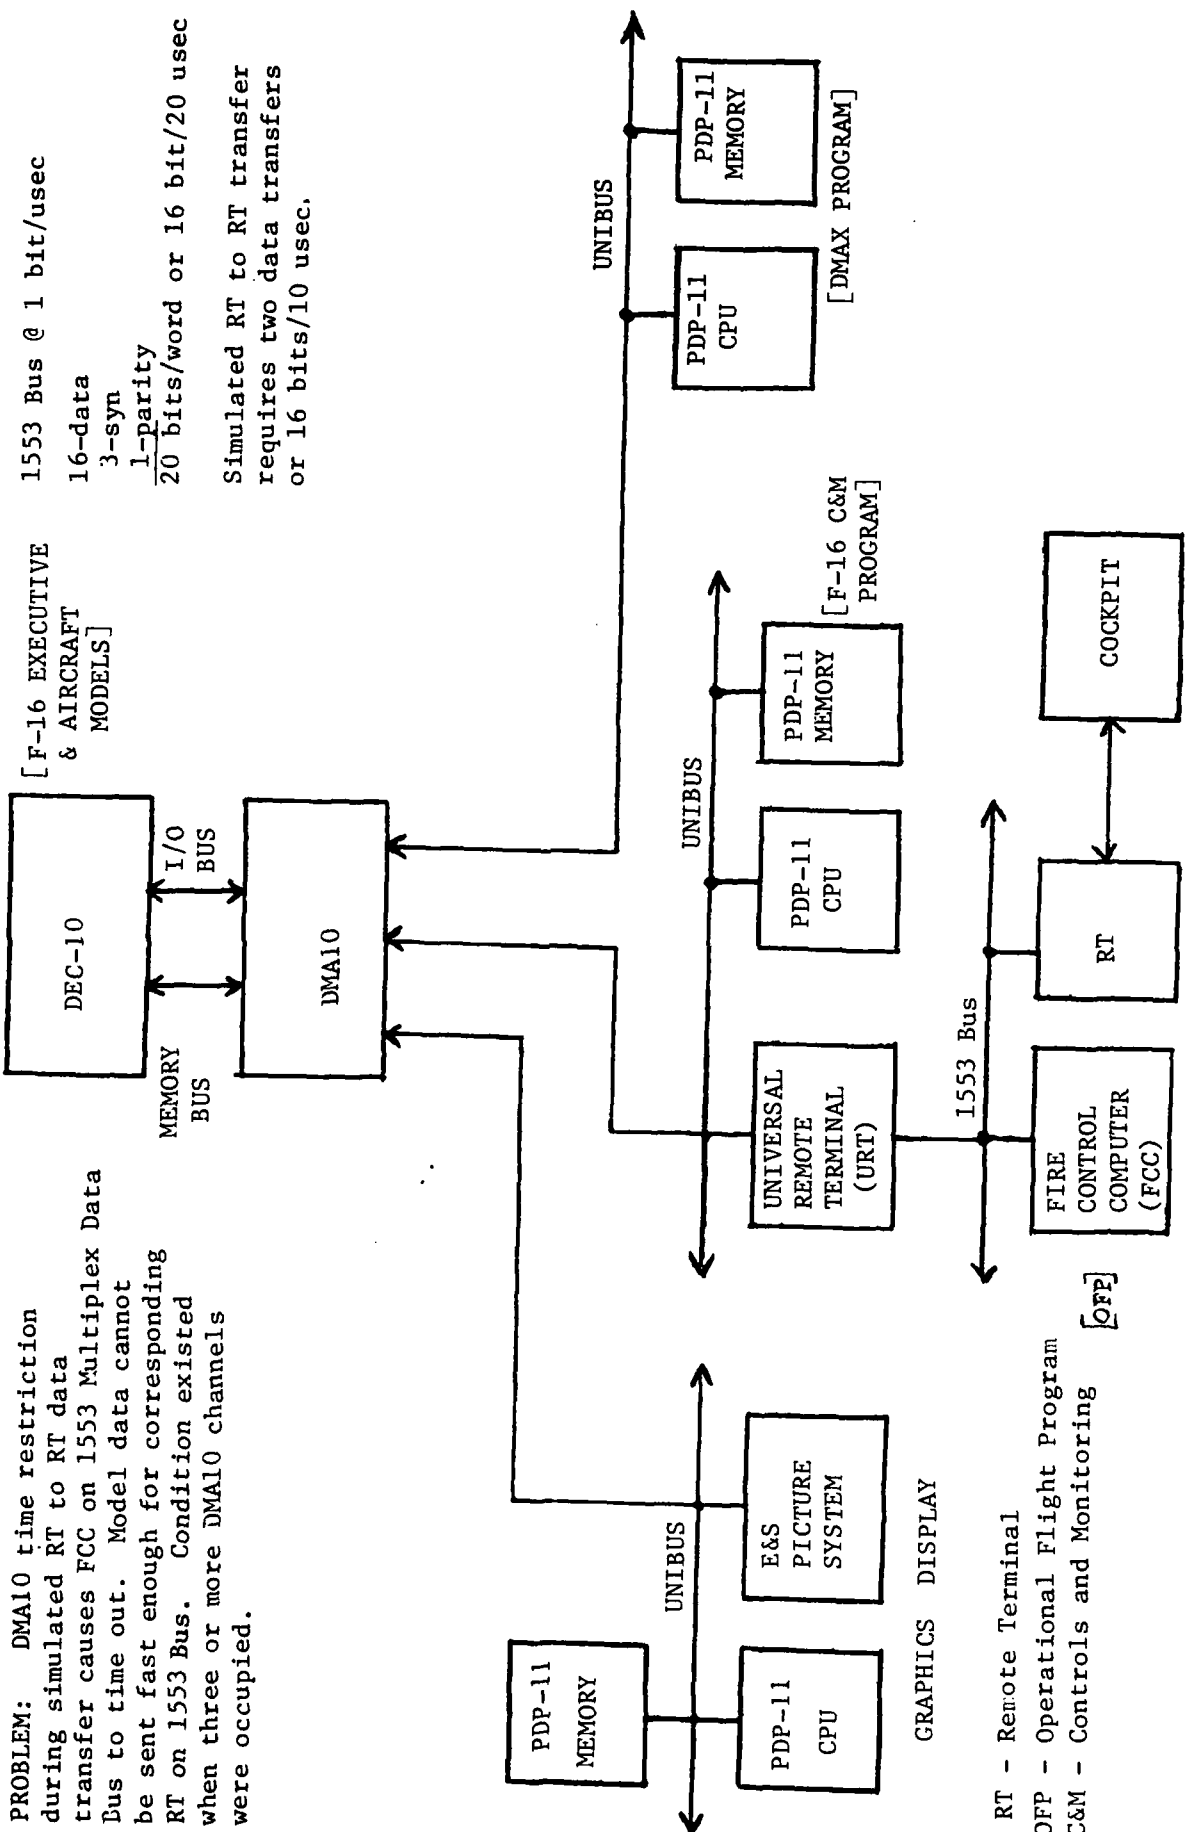 PROBLEM: DMA10 time restriction
during simulated RT to RT data
transfer causes FCC on 1553 Multiplex Data
Bus to time out. Model data cannot
be sent fast enough for corresponding
RT on 1553 Bus. Condition existed
when three or more DMA10 channels
were occupied.
[F-16 EXECUTIVE
& AIRCRAFT
MODELS]
1553 Bus @ 1 bit/usec
16-data
3-syn
1-parity
20 bits/word or 16 bit/20 usec
Simulated RT to RT transfer
requires two data transfers
or 16 bits/10 usec.
DEC-10
MEMORY
BUS
I/O
BUS
DMA10
UNIBUS
PDP-11
CPU
PDP-11
MEMORY
[DMAX PROGRAM]
UNIBUS
PDP-11
CPU
PDP-11
MEMORY
[F-16 C&M
PROGRAM]
UNIVERSAL
REMOTE
TERMINAL
(URT)
PDP-11
MEMORY
UNIBUS
PDP-11
CPU
E&S
PICTURE
SYSTEM
GRAPHICS DISPLAY
1553 Bus
FIRE
CONTROL
COMPUTER
(FCC)
[OFP]
RT
COCKPIT
RT - Remote Terminal
OFP - Operational Flight Program
C&M - Controls and Monitoring